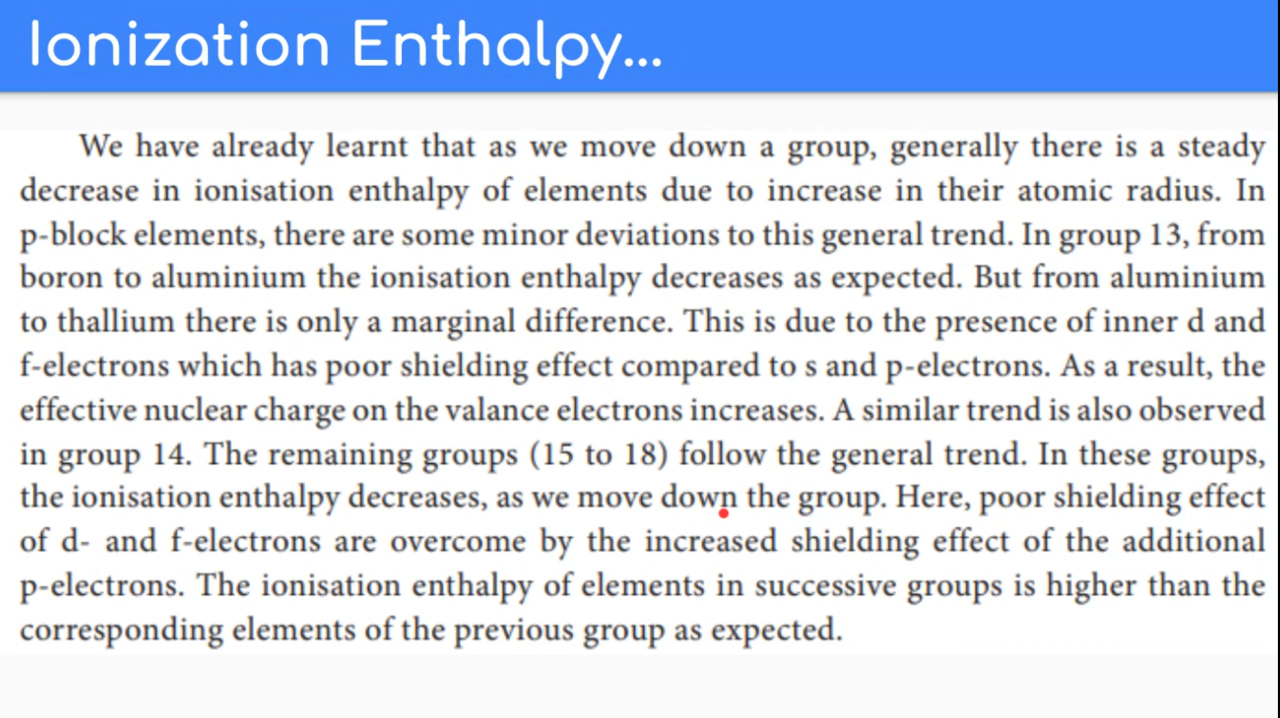 Ionization Enthalpy...
We have already learnt that as we move down a group, generally there is a steady
decrease in ionisation enthalpy of elements due to increase in their atomic radius. In
p-block elements, there are some minor deviations to this general trend. In group 13, from
boron to aluminium the ionisation enthalpy decreases as expected. But from aluminium
to thallium there is only a marginal difference. This is due to the presence of inner d and
f-electrons which has poor shielding effect compared to s and p-electrons. As a result, the
effective nuclear charge on the valance electrons increases. A similar trend is also observed
in group 14. The remaining groups (15 to 18) follow the general trend. In these groups,
the ionisation enthalpy decreases, as we move down the group. Here, poor shielding effect
of d- and f-electrons are overcome by the increased shielding effect of the additional
p-electrons. The ionisation enthalpy of elements in successive groups is higher than the
corresponding elements of the previous group as expected.